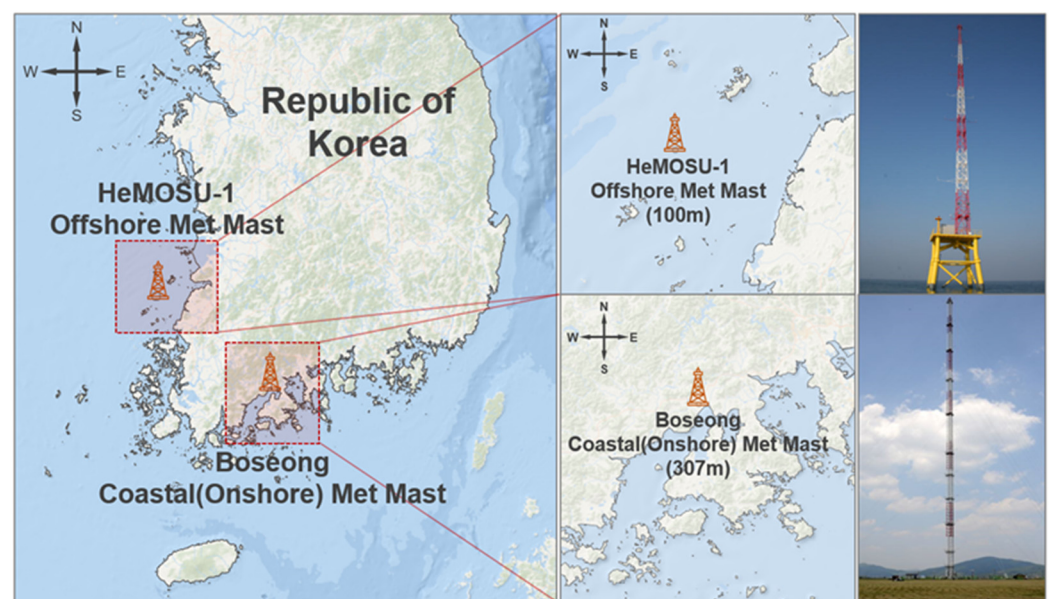 N
W E
S
Republic of
Korea
HeMOSU-1
Offshore Met Mast
Boseong
Coastal(Onshore) Met Mast
N
W E
S
HeMOSU-1
Offshore Met Mast
(100m)
N
W E
S
Boseong
Coastal(Onshore) Met Mast
(307m)